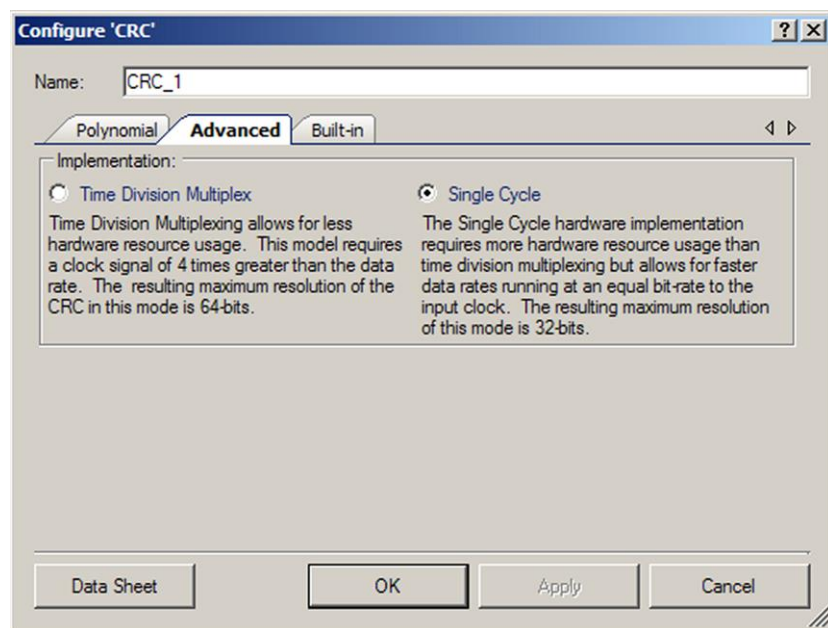 Configure 'CRC'
Name: CRC_1
Polynomial Advanced Built-in
Implementation:
Time Division Multiplex
Time Division Multiplexing allows for less
hardware resource usage. This model requires
a clock signal of 4 times greater than the data
rate. The resulting maximum resolution of the
CRC in this mode is 64-bits.
Single Cycle
The Single Cycle hardware implementation
requires more hardware resource usage than
time division multiplexing but allows for faster
data rates running at an equal bit-rate to the
input clock. The resulting maximum resolution
of this mode is 32-bits.
Data Sheet OK Apply Cancel